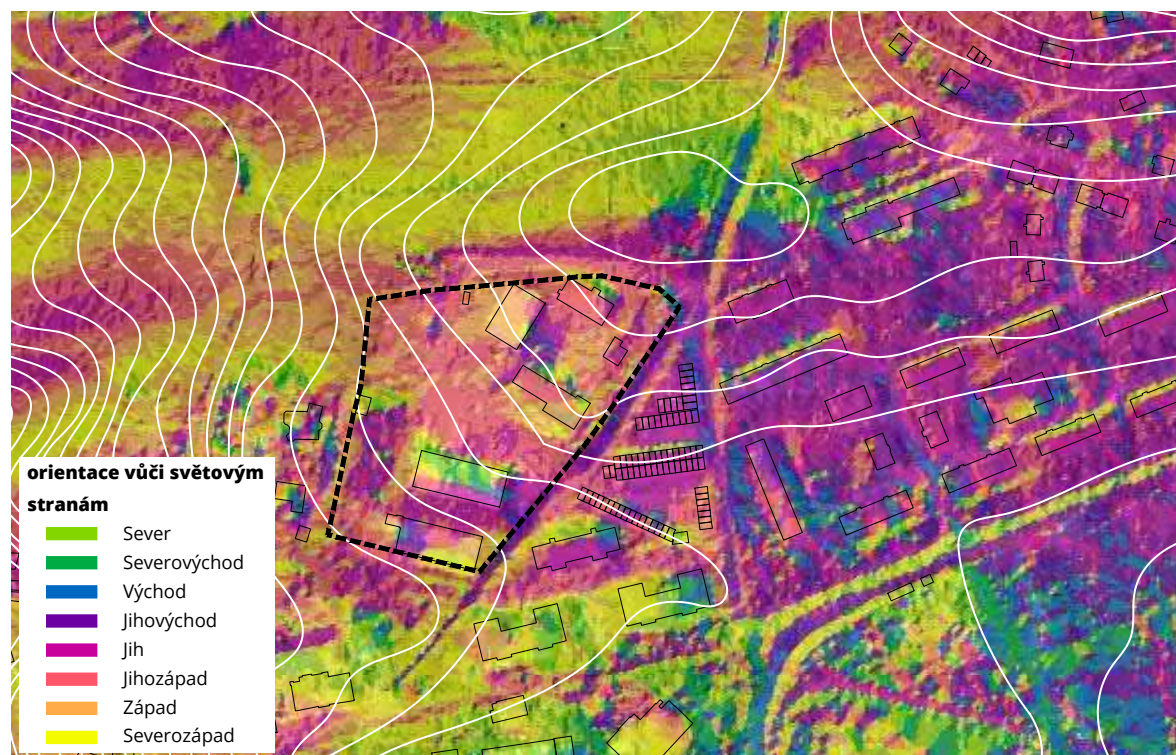 orientace vůči světovým
stranám
Sever
Severovýchod
Východ
Jihovýchod
Jih
Jihozápad
Západ
Severozápad